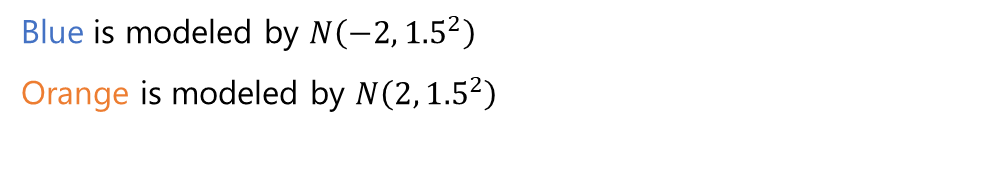 Blue is modeled by N(−2, 1.5²)
Orange is modeled by N(2, 1.5²)